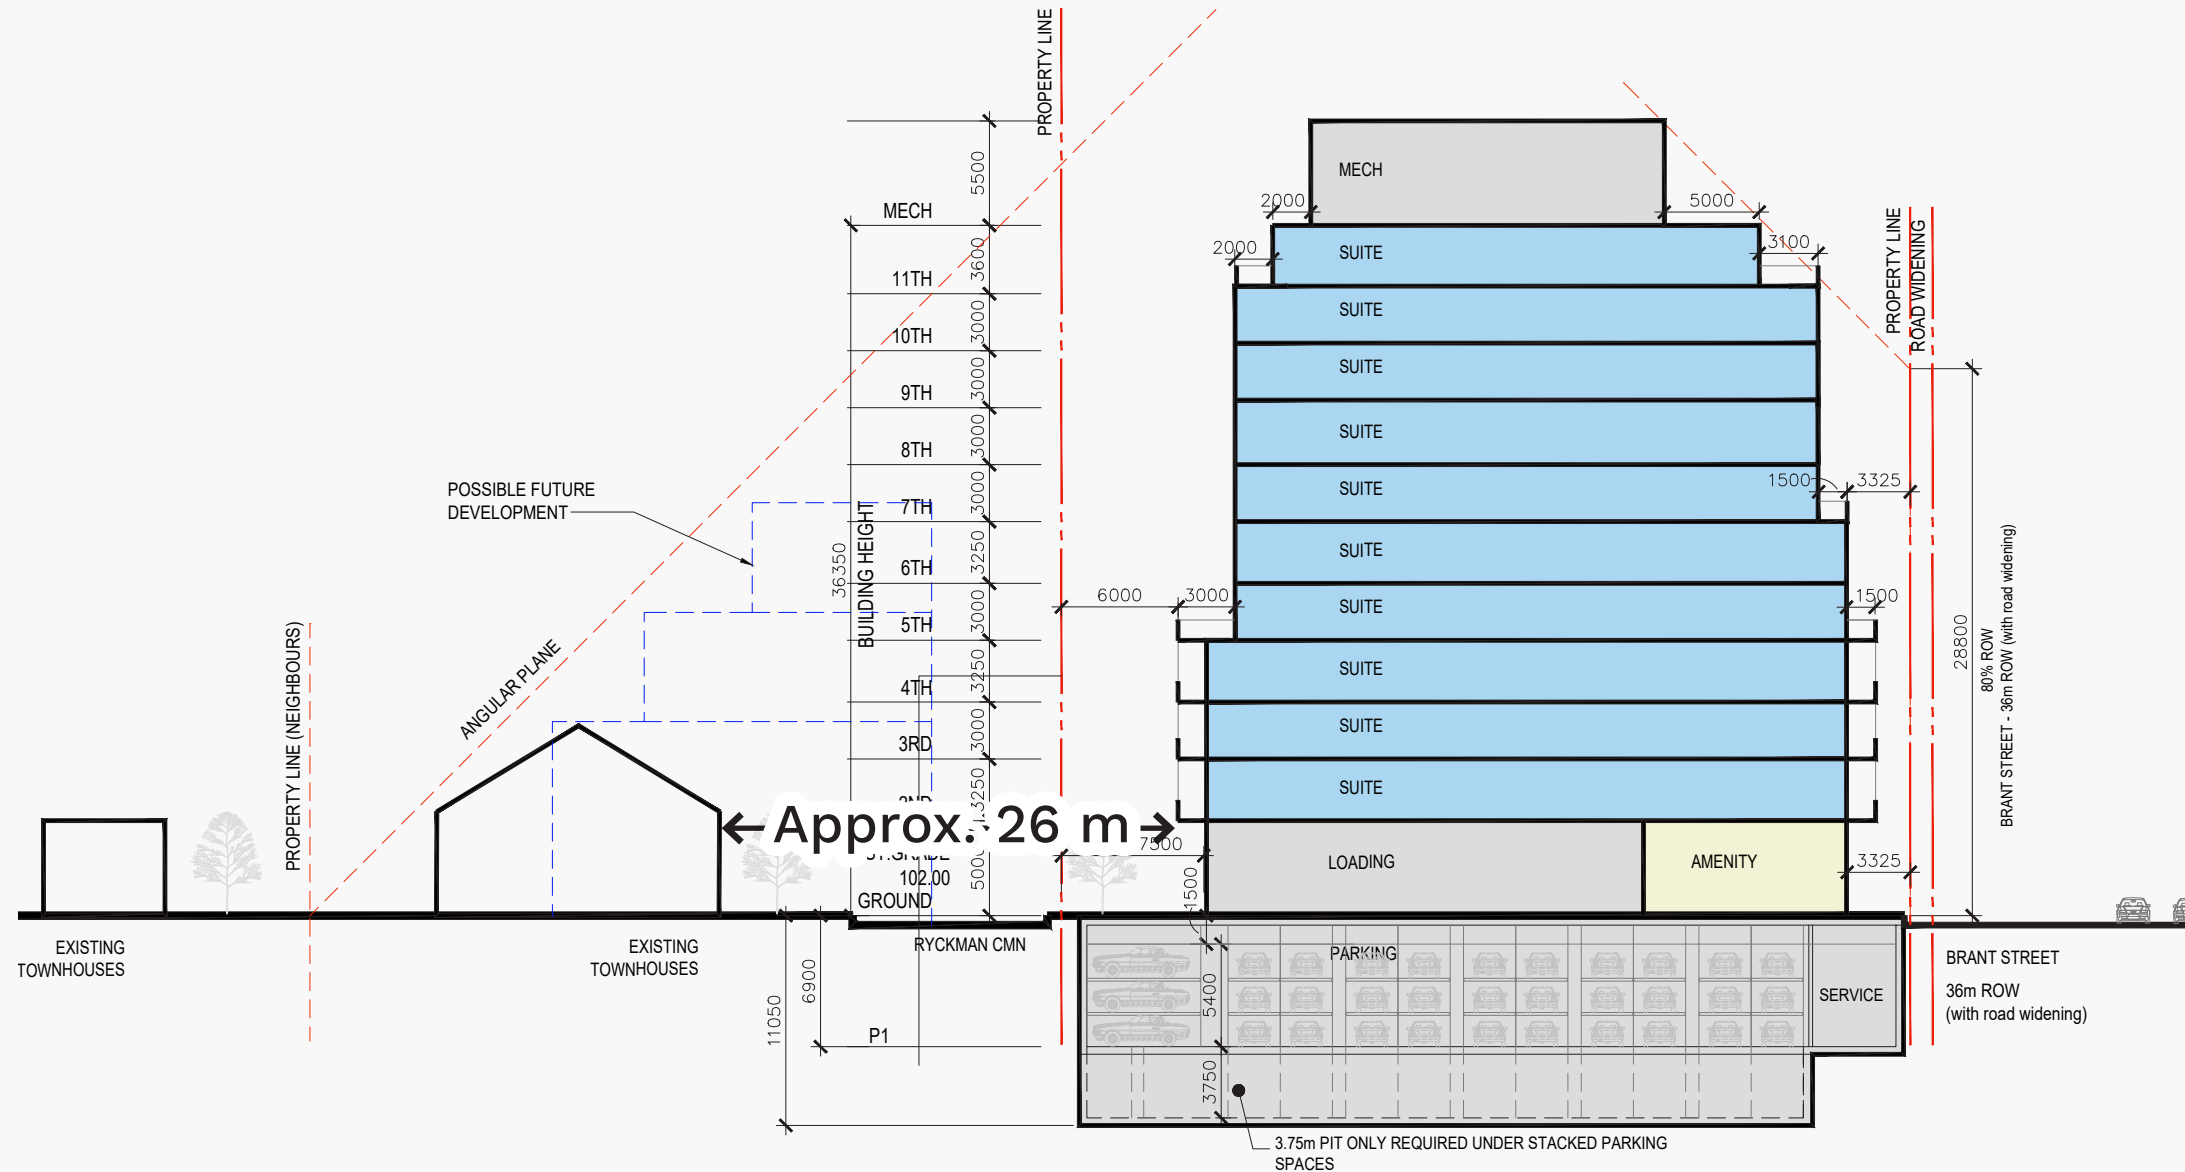 PROPERTY LINE
5500
MECH
3600
11TH
3000
10TH
3000
9TH
3000
8TH
3000
7TH
3250
6TH
3000
5TH
3250
4TH
3000
3RD
3250
5000
102.00
GROUND
RYCKMAN CMN
36350
BUILDING HEIGHT
POSSIBLE FUTURE
DEVELOPMENT
ANGULAR PLANE
PROPERTY LINE (NEIGHBOURS)
EXISTING
TOWNHOUSES
EXISTING
TOWNHOUSES
Approx. 26 m
6900
11050
P1
6000
3000
7500
1500
5400
3750
MECH
2000
5000
2000
3100
SUITE
SUITE
SUITE
SUITE
SUITE
SUITE
SUITE
SUITE
SUITE
SUITE
LOADING
AMENITY
PARKING
SERVICE
1500
3325
1500
3325
PROPERTY LINE
ROAD WIDENING
28800
80% ROW
BRANT STREET - 36m ROW (with road widening)
BRANT STREET
36m ROW
(with road widening)
3.75m PIT ONLY REQUIRED UNDER STACKED PARKING
SPACES